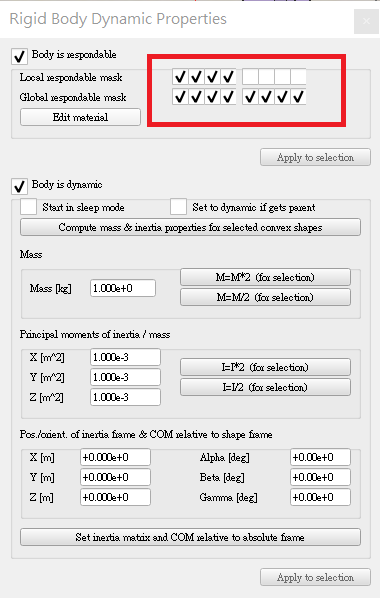 Rigid Body Dynamic Properties
Body is respondable
Local respondable mask
Global respondable mask
Edit material
Apply to selection
Body is dynamic
Start in sleep mode Set to dynamic if gets parent
Compute mass & inertia properties for selected convex shapes
Mass
Mass [kg] 1.000e+0 M=M*2 (for selection)
M=M/2 (for selection)
Principal moments of inertia / mass
X [m^2] 1.000e-3 I=I*2 (for selection)
Y [m^2] 1.000e-3 I=I/2 (for selection)
Z [m^2] 1.000e-3
Pos./orient. of inertia frame & COM relative to shape frame
X [m] +0.000e+0 Alpha [deg] +0.00e+0
Y [m] +0.000e+0 Beta [deg] +0.00e+0
Z [m] +0.000e+0 Gamma [deg] +0.00e+0
Set inertia matrix and COM relative to absolute frame
Apply to selection